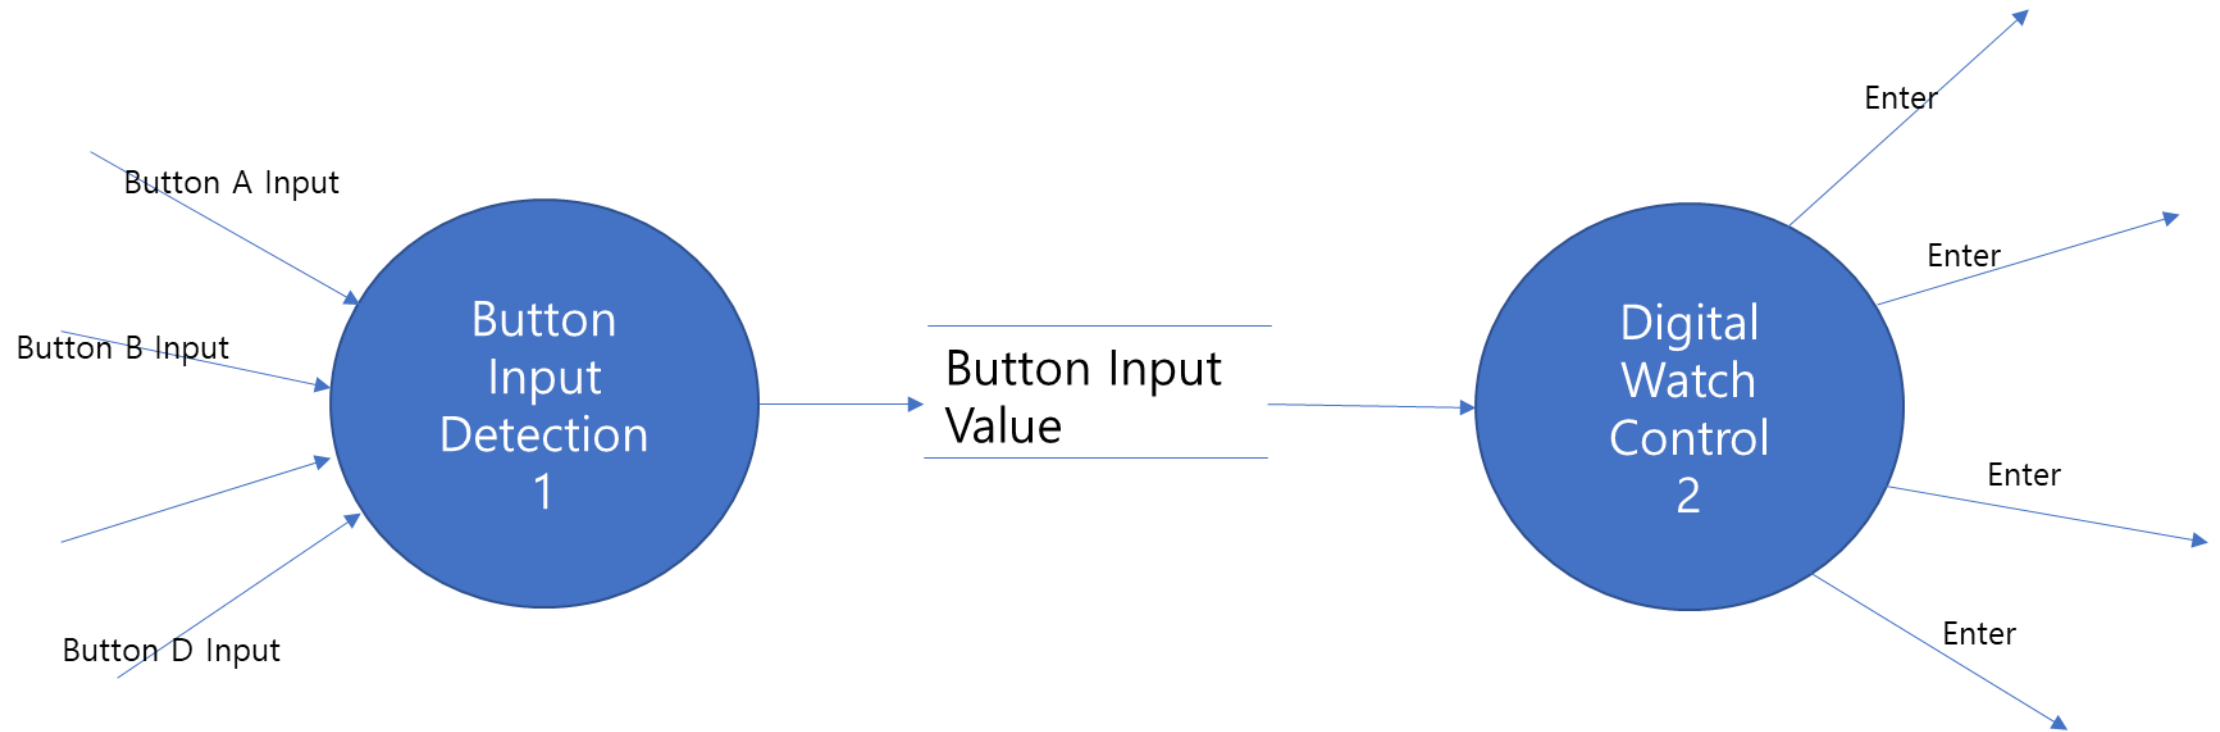 Button A Input
Button B Input
Button D Input
Button
Input
Detection
1
Button Input
Value
Digital
Watch
Control
2
Enter
Enter
Enter
Enter